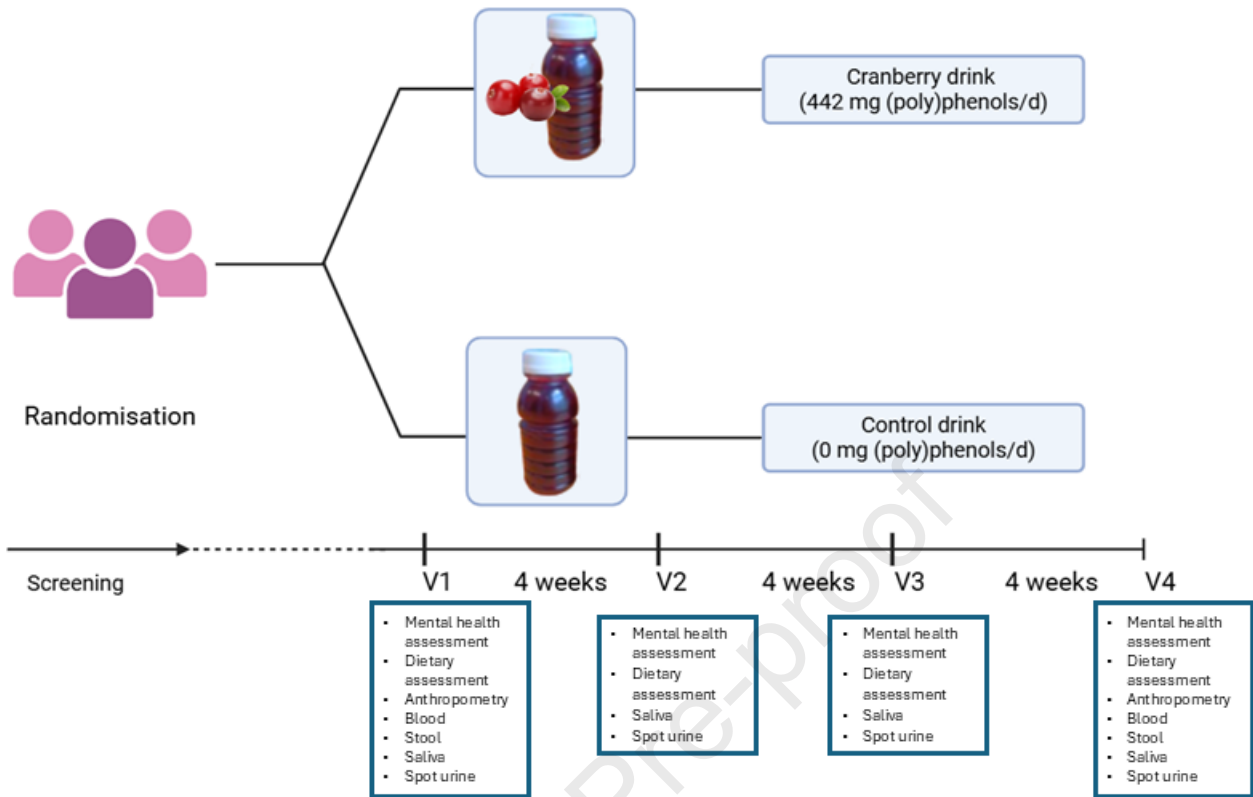 Cranberry drink
(442 mg (poly)phenols/d)
Randomisation
Control drink
(0 mg (poly)phenols/d)
Screening
V1
4 weeks
V2
4 weeks
V3
4 weeks
V4
▪ Mental health
assessment
▪ Dietary
assessment
▪ Anthropometry
▪ Blood
▪ Stool
▪ Saliva
▪ Spot urine
▪ Mental health
assessment
▪ Dietary
assessment
▪ Saliva
▪ Spot urine
▪ Mental health
assessment
▪ Dietary
assessment
▪ Saliva
▪ Spot urine
▪ Mental health
assessment
▪ Dietary
assessment
▪ Anthropometry
▪ Blood
▪ Stool
▪ Saliva
▪ Spot urine
Pre-proof